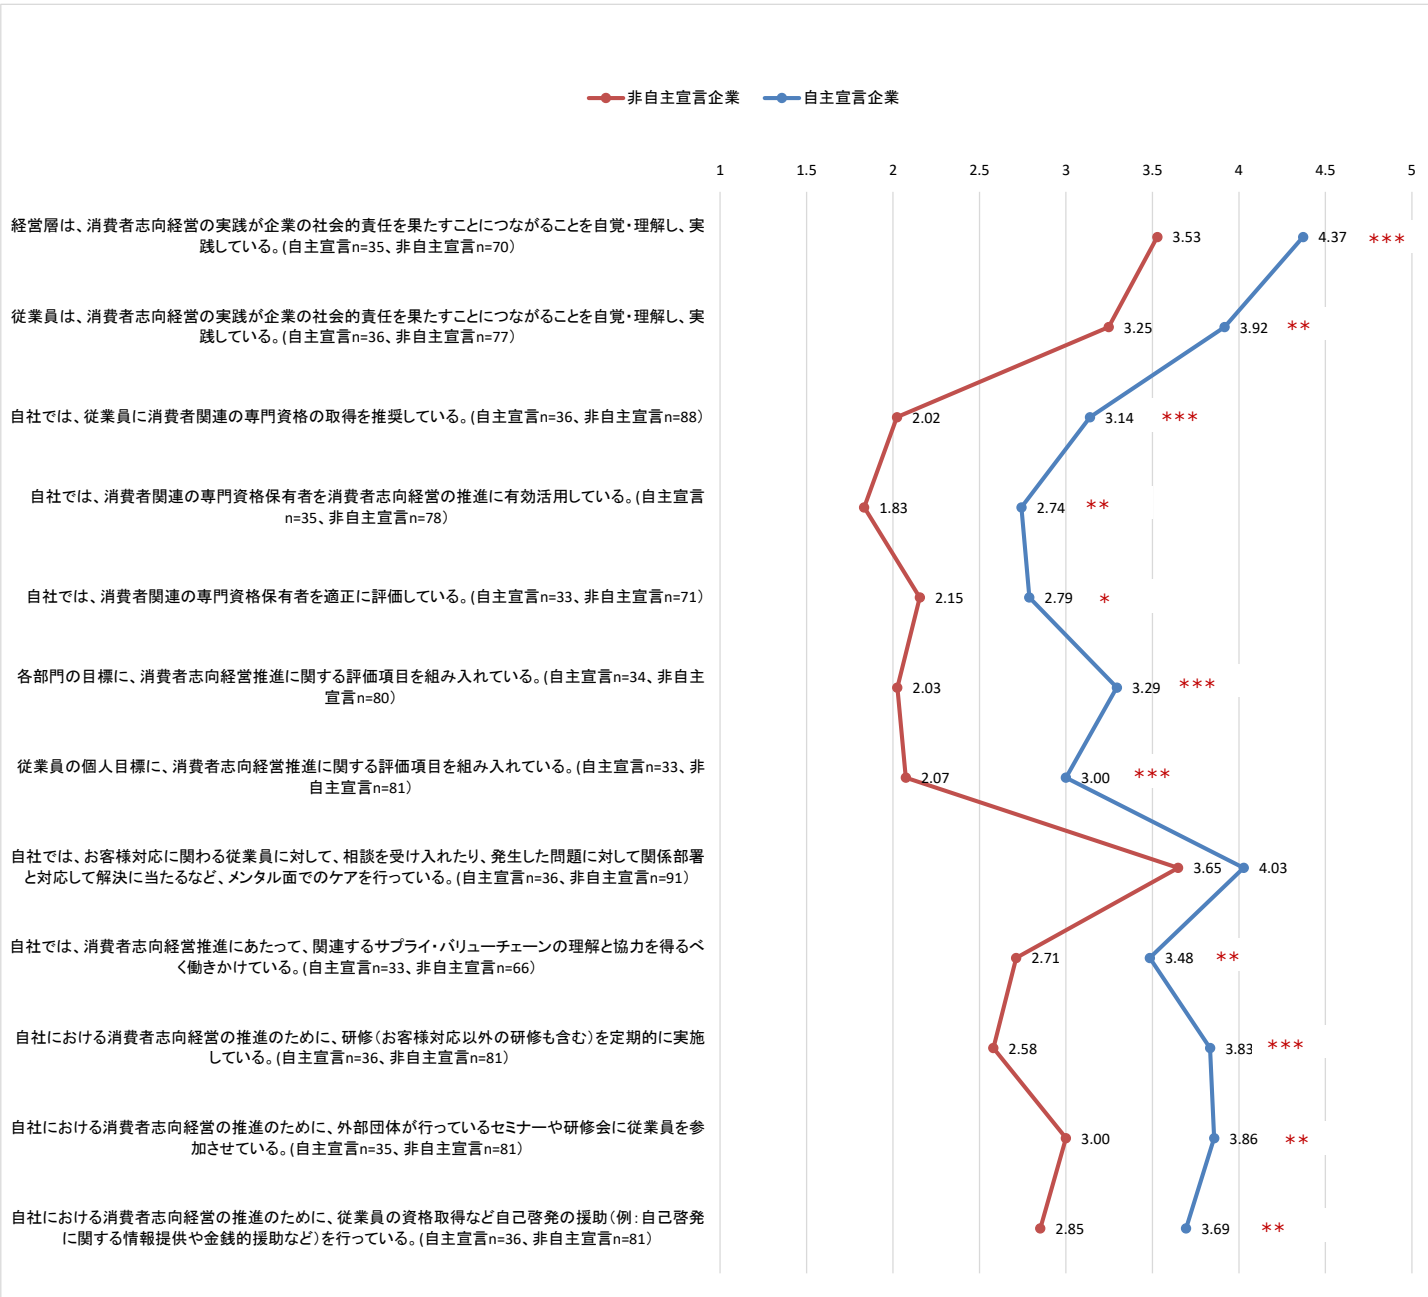 非自主宣言企業 自主宣言企業
1 1.5 2 2.5 3 3.5 4 4.5 5
経営層は、消費者志向経営の実践が企業の社会的責任を果たすことにつながることを自覚・理解し、実
践している。(自主宣言n=35、非自主宣言n=70)
3.53 4.37 ***
従業員は、消費者志向経営の実践が企業の社会的責任を果たすことにつながることを自覚・理解し、実
践している。(自主宣言n=36、非自主宣言n=77)
3.25 3.92 **
自社では、従業員に消費者関連の専門資格の取得を推奨している。(自主宣言n=36、非自主宣言n=88)
2.02 3.14 ***
自社では、消費者関連の専門資格保有者を消費者志向経営の推進に有効活用している。(自主宣言
n=35、非自主宣言n=78)
1.83 2.74 **
自社では、消費者関連の専門資格保有者を適正に評価している。(自主宣言n=33、非自主宣言n=71)
2.15 2.79 *
各部門の目標に、消費者志向経営推進に関する評価項目を組み入れている。(自主宣言n=34、非自主
宣言n=80)
2.03 3.29 ***
従業員の個人目標に、消費者志向経営推進に関する評価項目を組み入れている。(自主宣言n=33、非
自主宣言n=81)
2.07 3.00 ***
自社では、お客様対応に関わる従業員に対して、相談を受け入れたり、発生した問題に対して関係部署
と対応して解決に当たるなど、メンタル面でのケアを行っている。(自主宣言n=36、非自主宣言n=91)
3.65 4.03
自社では、消費者志向経営推進にあたって、関連するサプライ・バリューチェーンの理解と協力を得るべ
く働きかけている。(自主宣言n=33、非自主宣言n=66)
2.71 3.48 **
自社における消費者志向経営の推進のために、研修(お客様対応以外の研修も含む)を定期的に実施
している。(自主宣言n=36、非自主宣言n=81)
2.58 3.83 ***
自社における消費者志向経営の推進のために、外部団体が行っているセミナーや研修会に従業員を参
加させている。(自主宣言n=35、非自主宣言n=81)
3.00 3.86 **
自社における消費者志向経営の推進のために、従業員の資格取得など自己啓発の援助(例:自己啓発
に関する情報提供や金銭的援助など)を行っている。(自主宣言n=36、非自主宣言n=81)
2.85 3.69 **